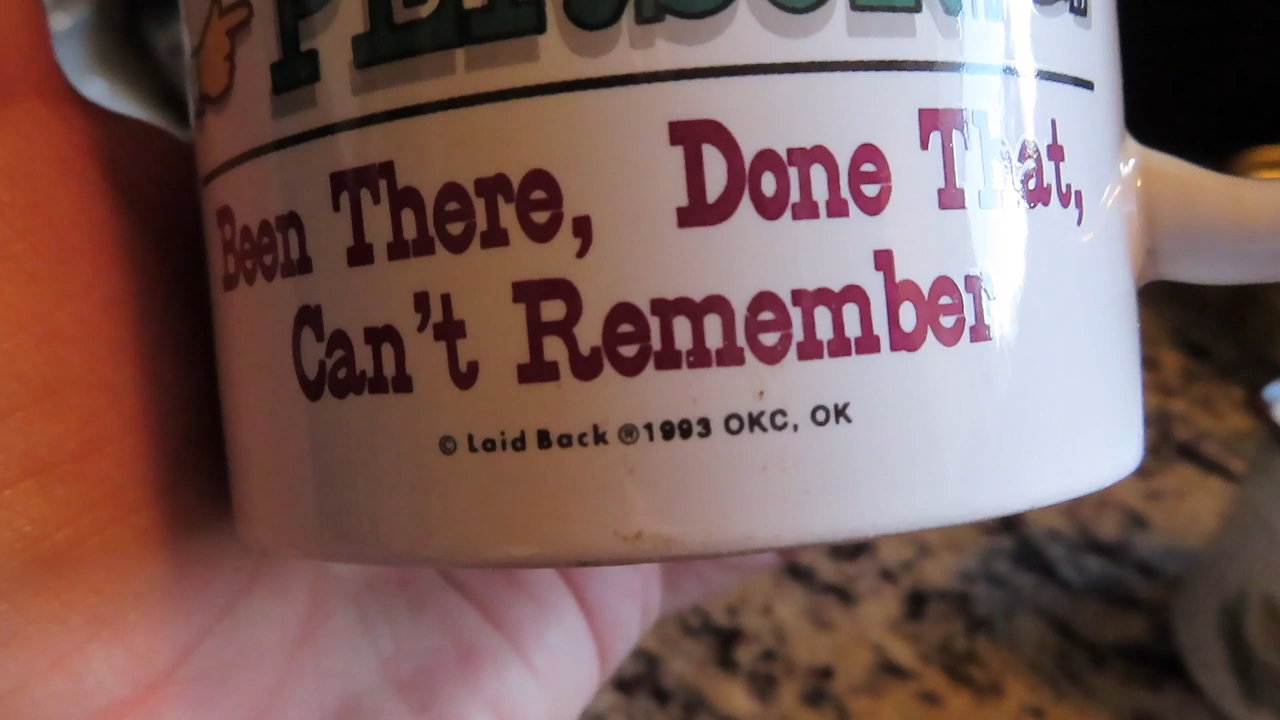 Been There, Done That,
Can't Remember
© Laid Back ®1993 OKC, OK